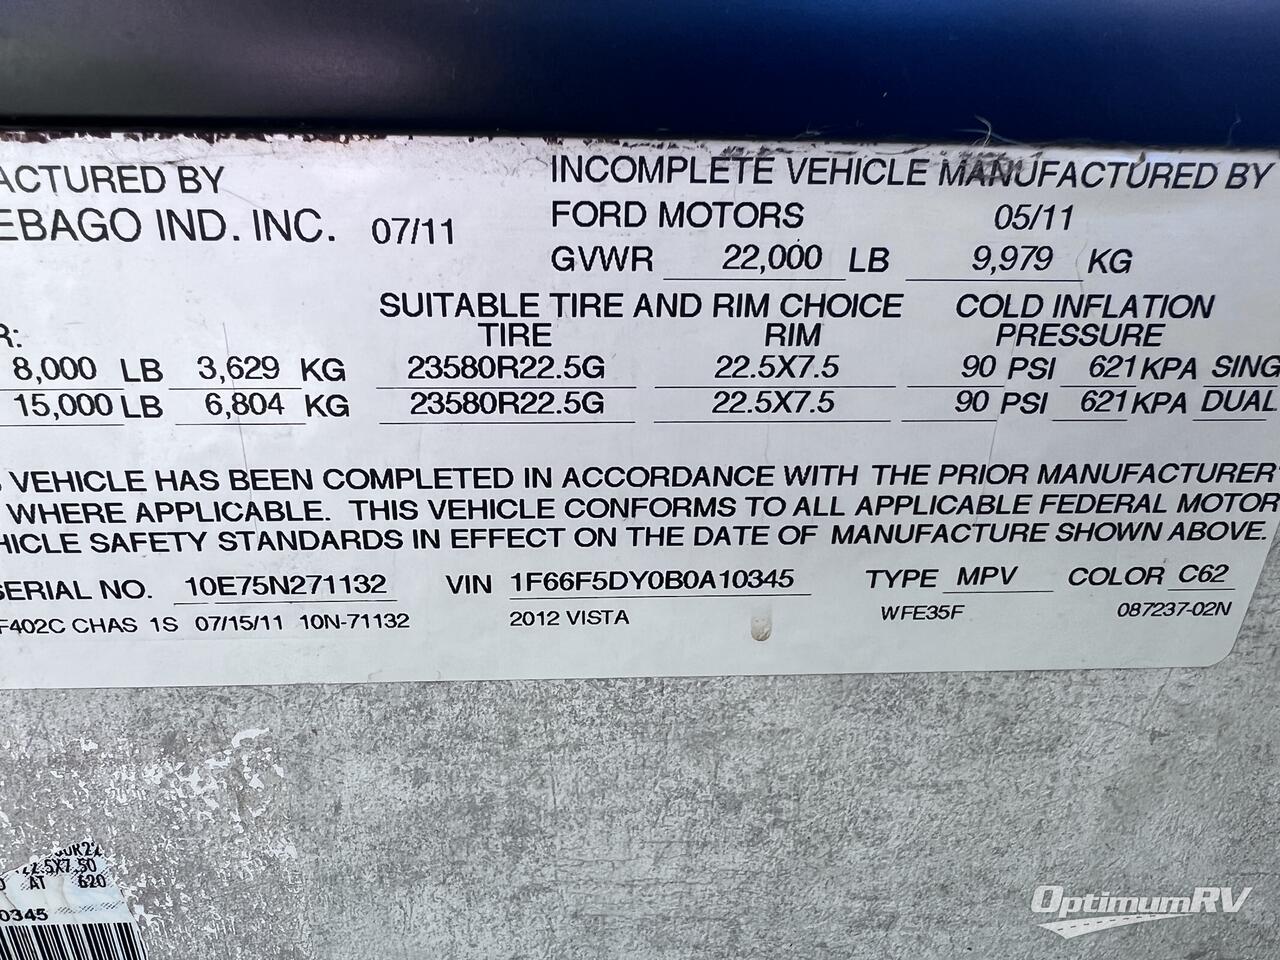 ACTURED BY
EBAGO IND. INC. 07/11
INCOMPLETE VEHICLE MANUFACTURED BY
FORD MOTORS 05/11
GVWR 22,000 LB 9,979 KG
SUITABLE TIRE AND RIM CHOICE COLD INFLATION
R: TIRE RIM PRESSURE
8,000 LB 3,629 KG 23580R22.5G 22.5X7.5 90 PSI 621 KPA SING
15,000 LB 6,804 KG 23580R22.5G 22.5X7.5 90 PSI 621 KPA DUAL
VEHICLE HAS BEEN COMPLETED IN ACCORDANCE WITH THE PRIOR MANUFACTURER'
WHERE APPLICABLE. THIS VEHICLE CONFORMS TO ALL APPLICABLE FEDERAL MOTOR
HICLE SAFETY STANDARDS IN EFFECT ON THE DATE OF MANUFACTURE SHOWN ABOVE.
SERIAL NO. 10E75N271132 VIN 1F66F5DY0B0A10345 TYPE MPV COLOR C62
F402C CHAS 1S 07/15/11 10N-71132 2012 VISTA WFE35F 087237-02N
22.5X7.50
AT 620
0345
OptimumRV